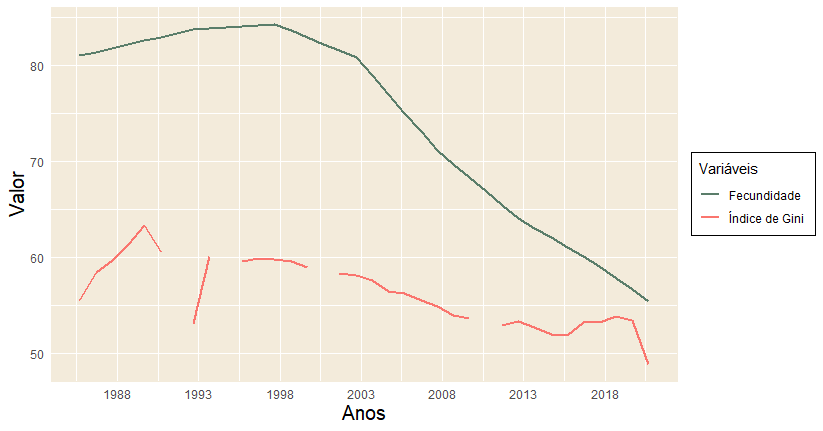 80
70
60
50
Valor
1988 1993 1998 2003 2008 2013 2018
Anos
Variáveis
Fecundidade
Índice de Gini